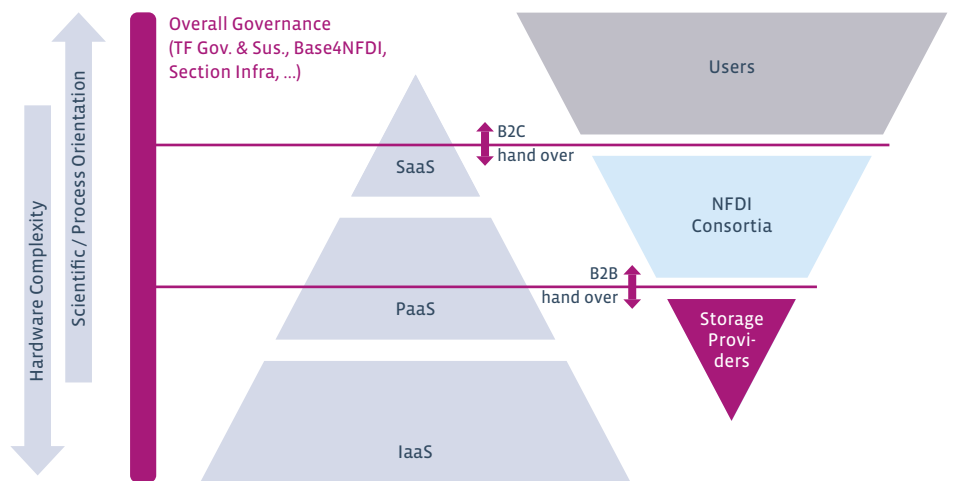 Hardware Complexity
Scientific / Process Orientation
Overall Governance
(TF Gov. & Sus., Base4NFDI,
Section Infra, ...)
Users
B2C
hand over
SaaS
NFDI
Consortia
B2B
hand over
PaaS
Storage
Provi-
ders
IaaS